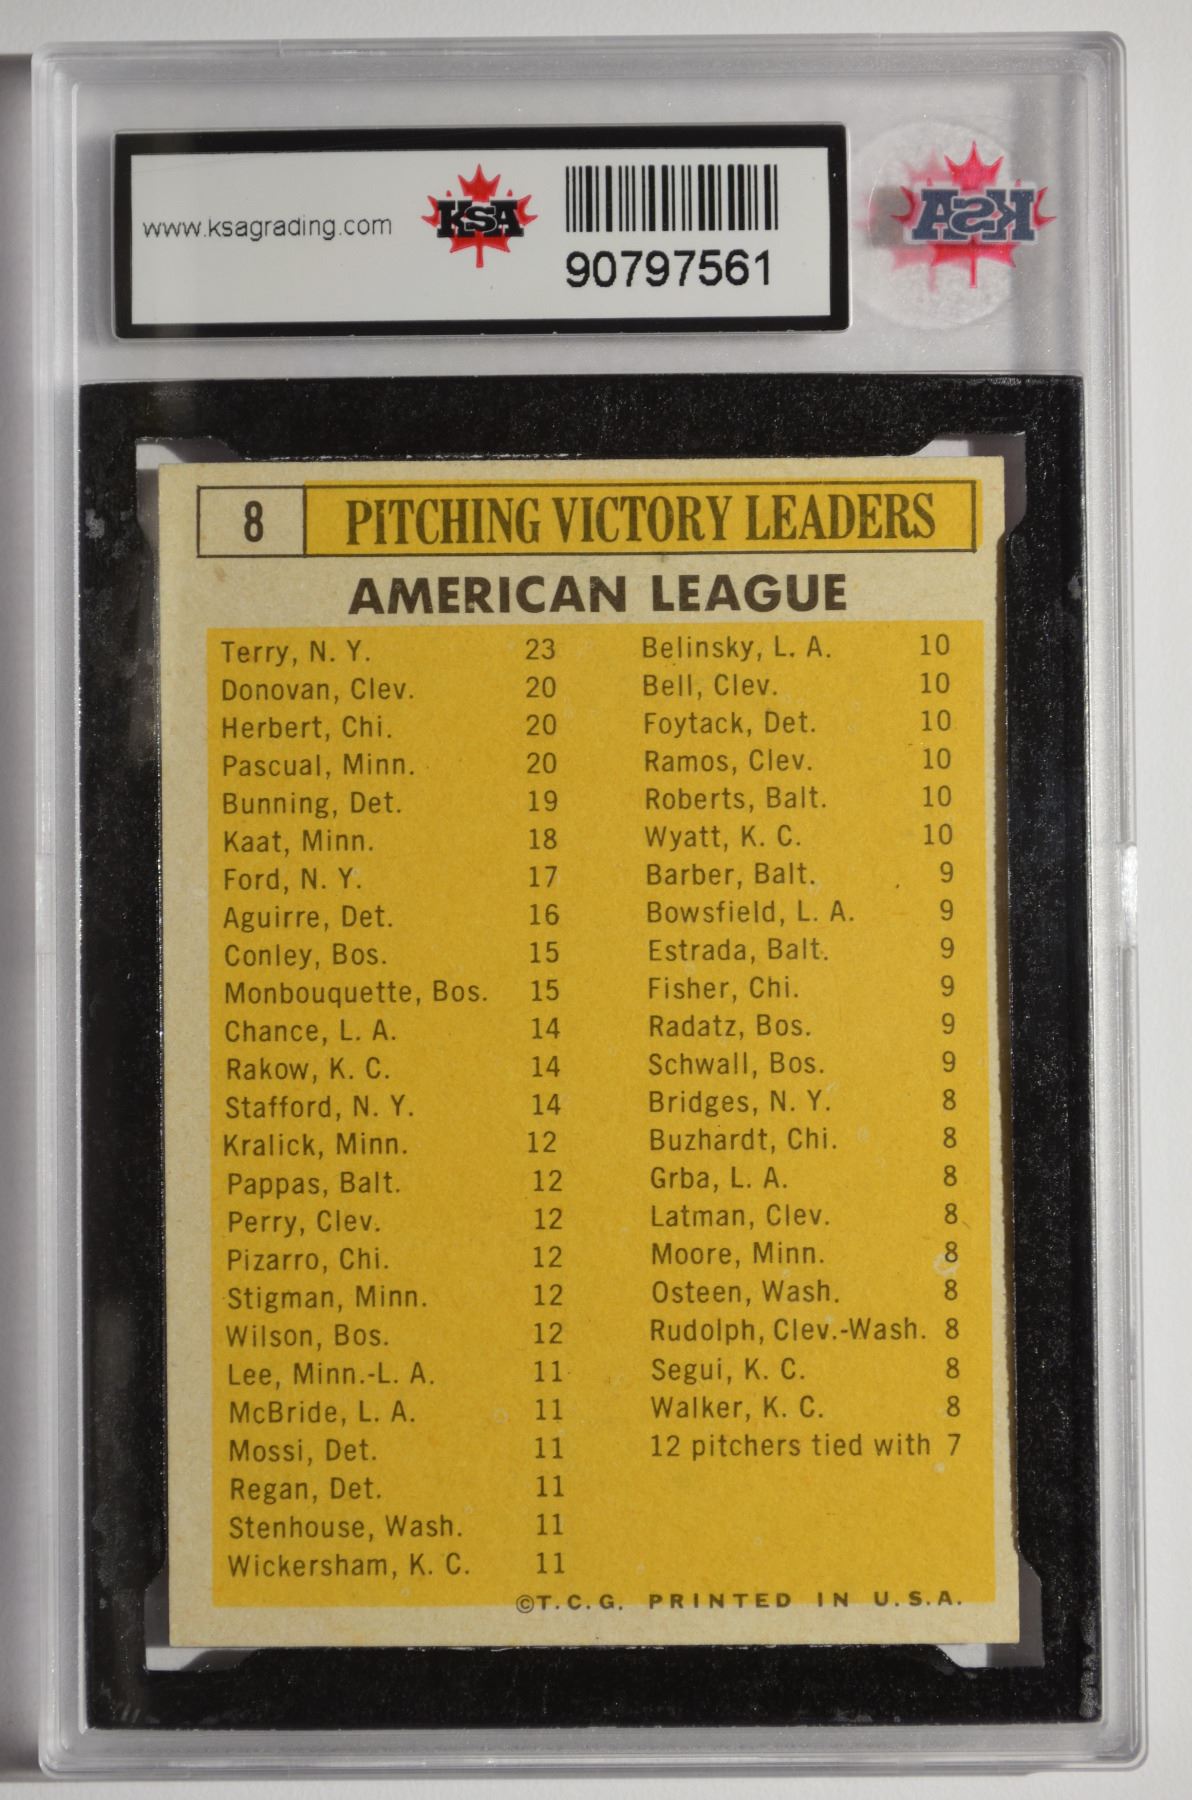 www.ksagrading.com
KSA
90797561
KSA
8 PITCHING VICTORY LEADERS
AMERICAN LEAGUE
Terry, N. Y. 23
Donovan, Clev. 20
Herbert, Chi. 20
Pascual, Minn. 20
Bunning, Det. 19
Kaat, Minn. 18
Ford, N. Y. 17
Aguirre, Det. 16
Conley, Bos. 15
Monbouquette, Bos. 15
Chance, L. A. 14
Rakow, K. C. 14
Stafford, N. Y. 14
Kralick, Minn. 12
Pappas, Balt. 12
Perry, Clev. 12
Pizarro, Chi. 12
Stigman, Minn. 12
Wilson, Bos. 12
Lee, Minn.-L. A. 11
McBride, L. A. 11
Mossi, Det. 11
Regan, Det. 11
Stenhouse, Wash. 11
Wickersham, K. C. 11
Belinsky, L. A. 10
Bell, Clev. 10
Foytack, Det. 10
Ramos, Clev. 10
Roberts, Balt. 10
Wyatt, K. C. 10
Barber, Balt. 9
Bowsfield, L. A. 9
Estrada, Balt. 9
Fisher, Chi. 9
Radatz, Bos. 9
Schwall, Bos. 9
Bridges, N. Y. 8
Buzhardt, Chi. 8
Grba, L. A. 8
Latman, Clev. 8
Moore, Minn. 8
Osteen, Wash. 8
Rudolph, Clev.-Wash. 8
Segui, K. C. 8
Walker, K. C. 8
12 pitchers tied with 7
©T.C.G. PRINTED IN U.S.A.